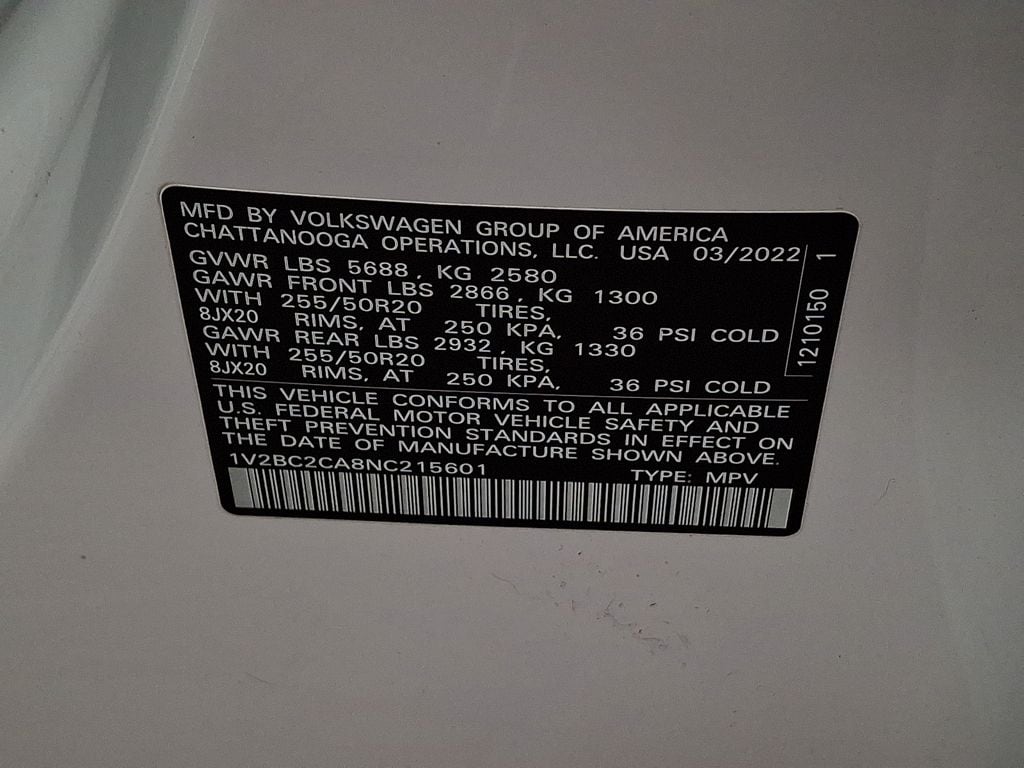 MFD BY VOLKSWAGEN GROUP OF AMERICA
CHATTANOOGA OPERATIONS, LLC. USA 03/2022
GVWR LBS 5688, KG 2580
GAWR FRONT LBS 2866, KG 1300
WITH 255/50R20 TIRES,
8JX20 RIMS, AT 250 KPA, 36 PSI COLD
GAWR REAR LBS 2932, KG 1330
WITH 255/50R20 TIRES,
8JX20 RIMS, AT 250 KPA, 36 PSI COLD
1210150 1
THIS VEHICLE CONFORMS TO ALL APPLICABLE
U.S. FEDERAL MOTOR VEHICLE SAFETY AND
THEFT PREVENTION STANDARDS IN EFFECT ON
THE DATE OF MANUFACTURE SHOWN ABOVE.
1V2BC2CA8NC215601 TYPE: MPV